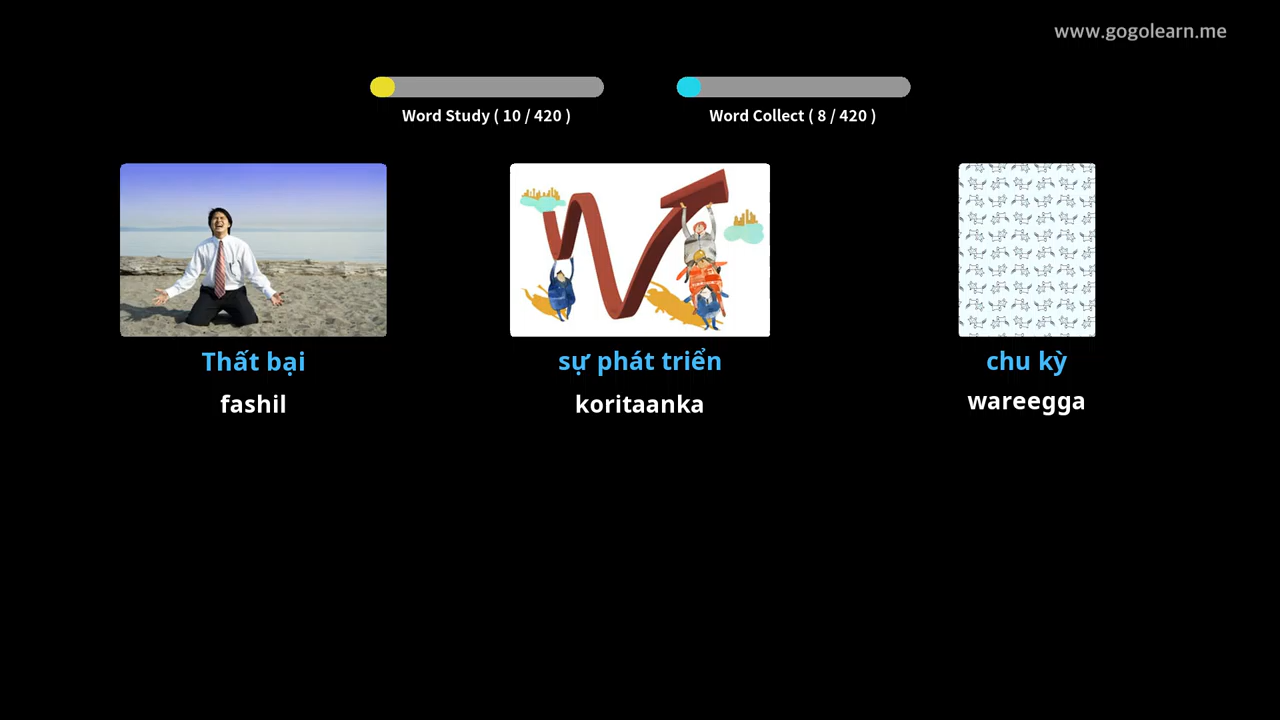 www.gogolearn.me
Word Study ( 10 / 420 )
Word Collect ( 8 / 420 )
Thất bại
fashil
sự phát triển
koritaanka
chu kỳ
wareegga